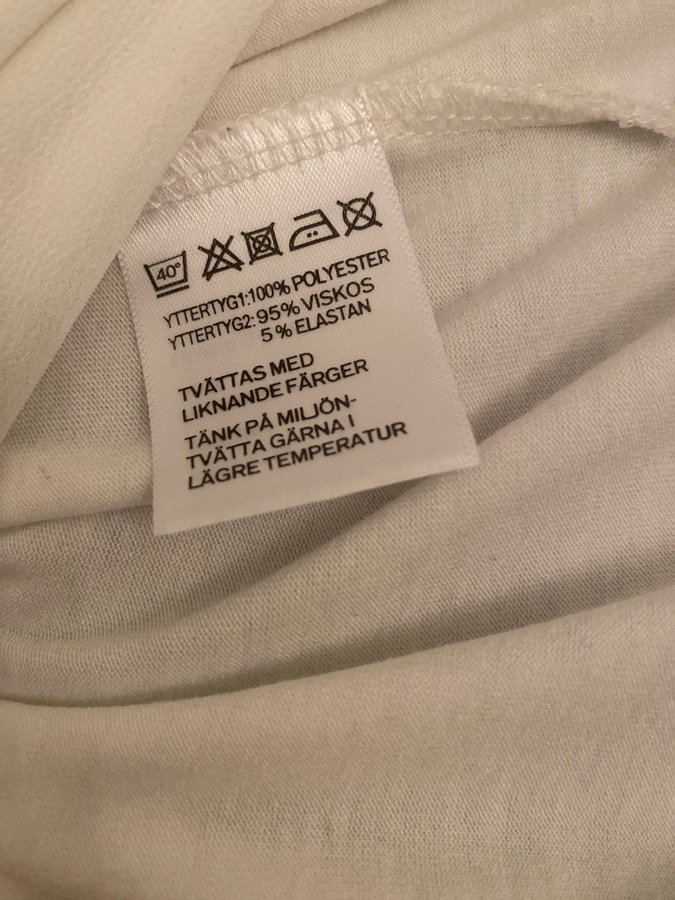 40°
YTTERTYG1:100% POLYESTER
YTTERTYG2: 95% VISKOS
5% ELASTAN
TVÄTTAS MED
LIKNANDE FÄRGER
TÄNK PÅ MILJÖN-
TVÄTTA GÄRNA I
LÄGRE TEMPERATUR